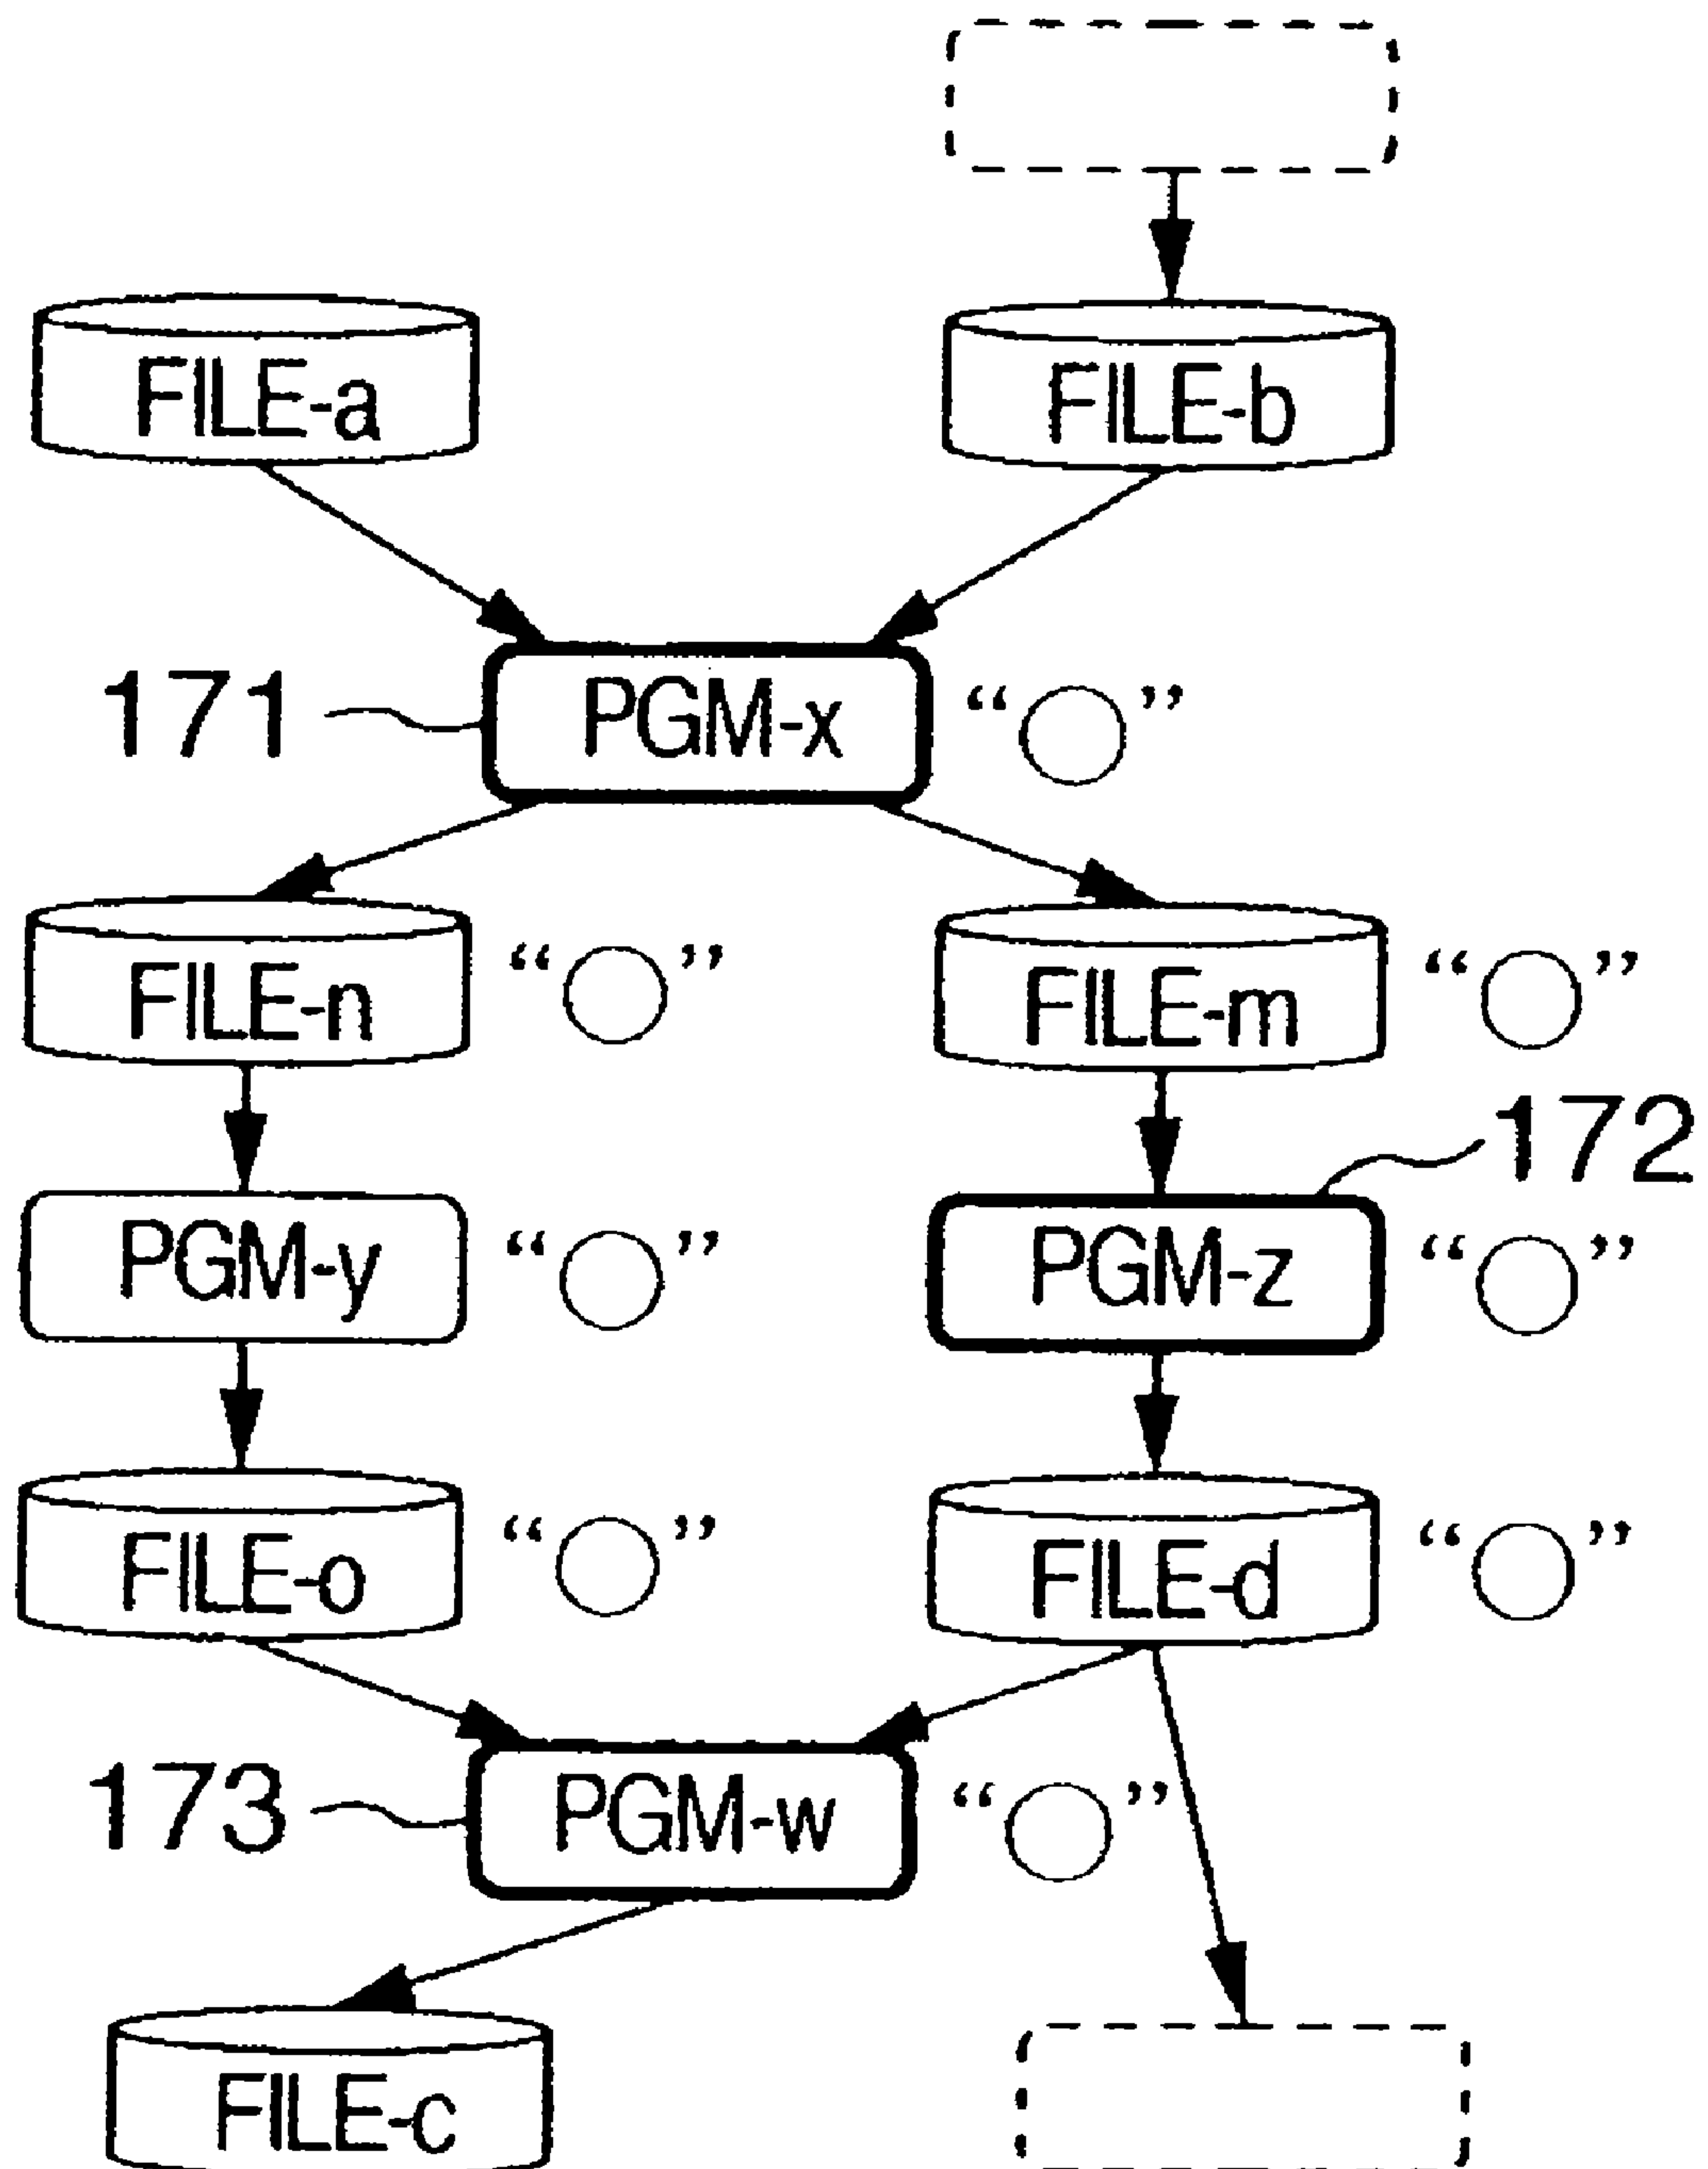 FILE-a
FILE-b
171
PGM-x
“○”
FILE-n
“○”
FILE-m
“○”
172
PGM-y
“○”
PGM-z
“○”
FILE-o
“○”
FILE-d
“○”
173
PGM-w
“○”
FILE-c